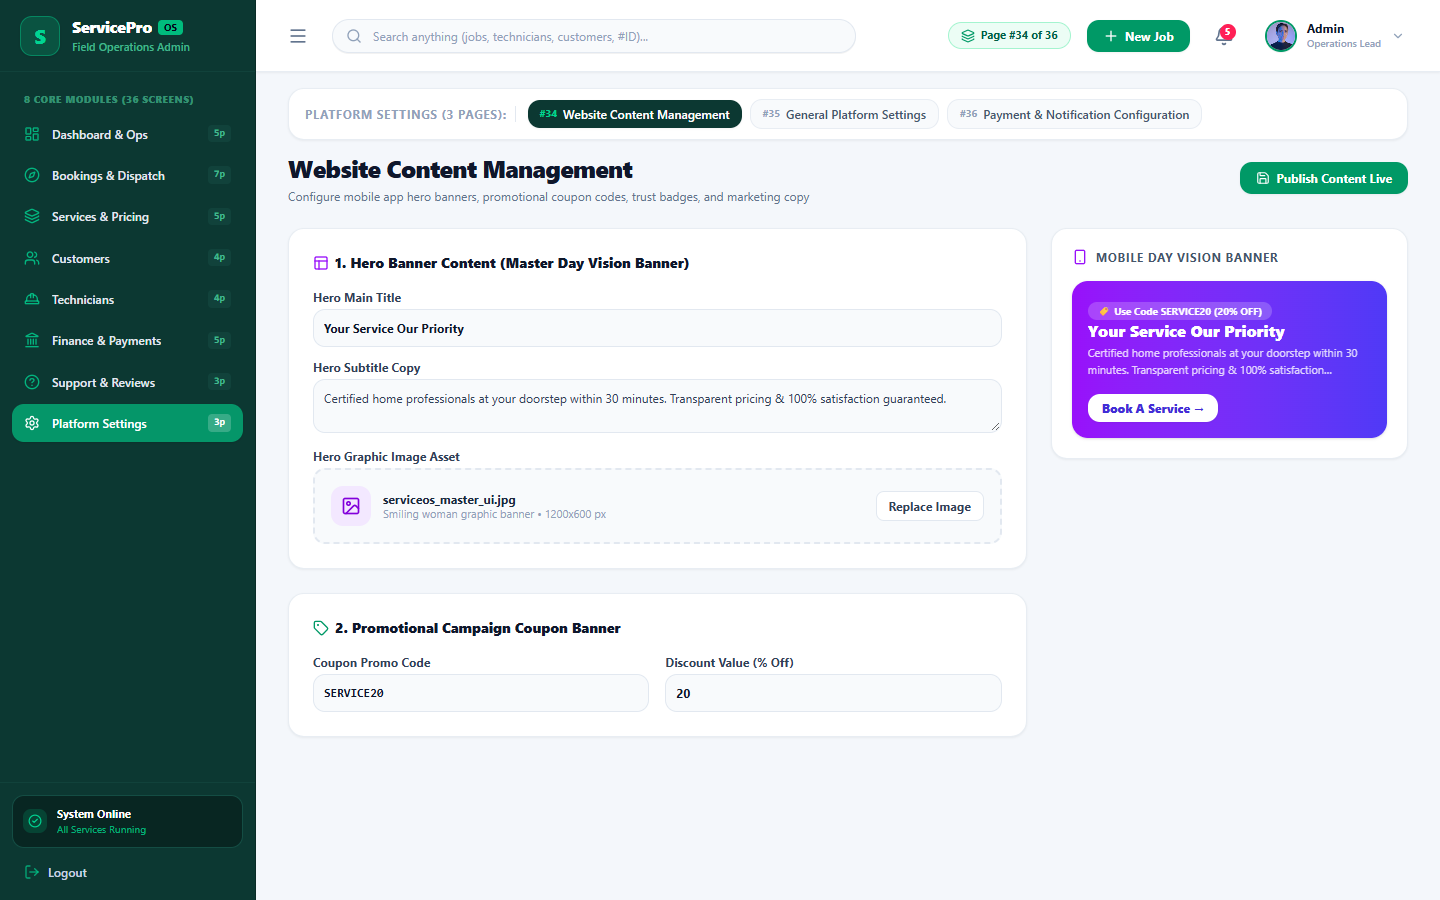 S
ServicePro OS
Field Operations Admin
8 CORE MODULES (36 SCREENS)
Dashboard & Ops 5p
Bookings & Dispatch 7p
Services & Pricing 5p
Customers 4p
Technicians 4p
Finance & Payments 5p
Support & Reviews 3p
Platform Settings 3p
System Online
All Services Running
Logout
Search anything (jobs, technicians, customers, #ID)...
Page #34 of 36
New Job
5
Admin
Operations Lead
PLATFORM SETTINGS (3 PAGES):
#34 Website Content Management
#35 General Platform Settings
#36 Payment & Notification Configuration
Website Content Management
Configure mobile app hero banners, promotional coupon codes, trust badges, and marketing copy
Publish Content Live
1. Hero Banner Content (Master Day Vision Banner)
Hero Main Title
Your Service Our Priority
Hero Subtitle Copy
Certified home professionals at your doorstep within 30 minutes. Transparent pricing & 100% satisfaction guaranteed.
Hero Graphic Image Asset
serviceos_master_ui.jpg
Smiling woman graphic banner • 1200x600 px
Replace Image
2. Promotional Campaign Coupon Banner
Coupon Promo Code
SERVICE20
Discount Value (% Off)
20
MOBILE DAY VISION BANNER
Use Code SERVICE20 (20% OFF)
Your Service Our Priority
Certified home professionals at your doorstep within 30
minutes. Transparent pricing & 100% satisfaction...
Book A Service →